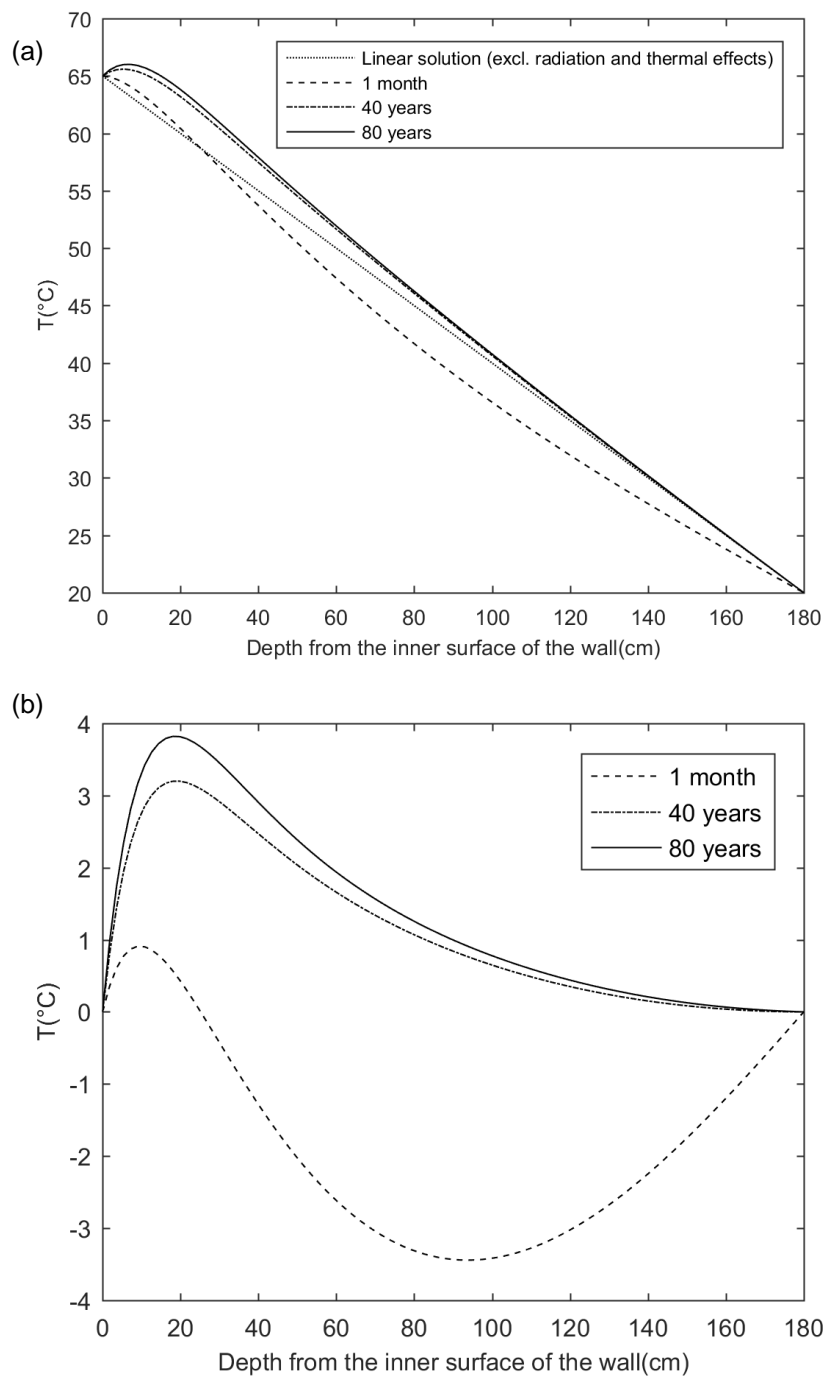 (a)
70
65
60
55
50
45
40
35
30
25
20
T(°C)
Linear solution (excl. radiation and thermal effects)
1 month
40 years
80 years
0 20 40 60 80 100 120 140 160 180
Depth from the inner surface of the wall(cm)
(b)
4
3
2
1
0
-1
-2
-3
-4
T(°C)
1 month
40 years
80 years
0 20 40 60 80 100 120 140 160 180
Depth from the inner surface of the wall(cm)